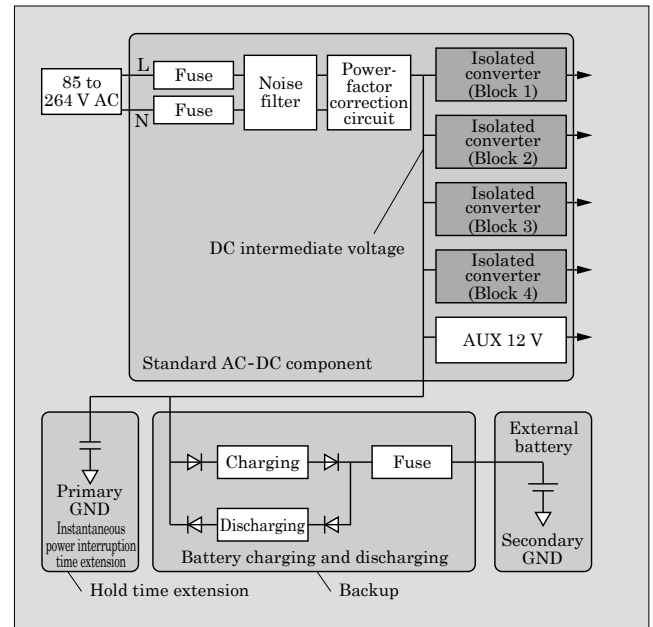 85 to
264 V AC
L
N
Fuse
Fuse
Noise
filter
Power-
factor
correction
circuit
Isolated
converter
(Block 1)
Isolated
converter
(Block 2)
Isolated
converter
(Block 3)
Isolated
converter
(Block 4)
AUX 12 V
DC intermediate voltage
Standard AC-DC component
Primary
GND
Instantaneous
power interruption
time extension
Hold time extension
Charging
Discharging
Fuse
Battery charging and discharging
Backup
External
battery
Secondary
GND